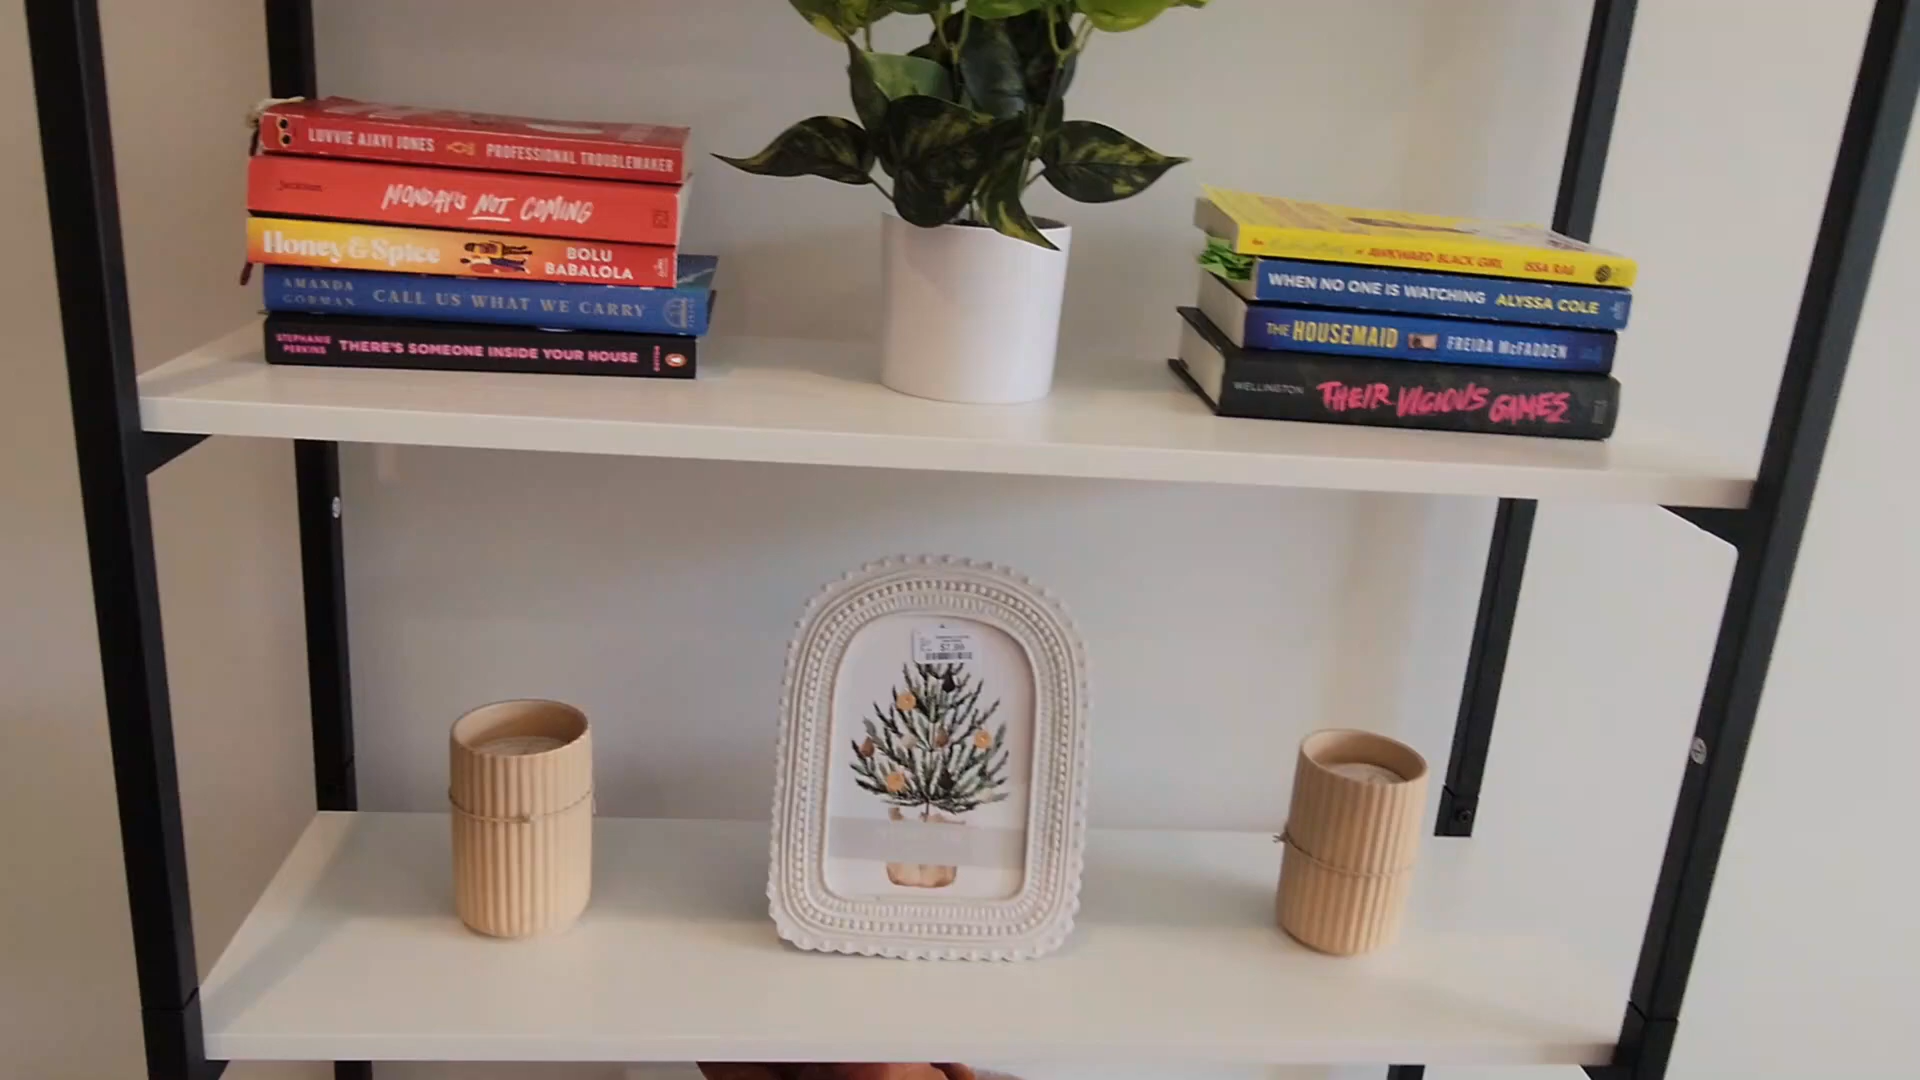 LUVVIE AJAYI JONES PROFESSIONAL TROUBLEMAKER
Jackson MONDAY'S NOT COMING
Honey & Spice BOLU BABALOLA
AMANDA GORMAN CALL US WHAT WE CARRY
STEPHANIE PERKINS THERE'S SOMEONE INSIDE YOUR HOUSE
AWKWARD BLACK GIRL ISSA RAE
WHEN NO ONE IS WATCHING ALYSSA COLE
THE HOUSEMAID FREIDA McFADDEN
WELLINGTON THEIR VICIOUS GAMES